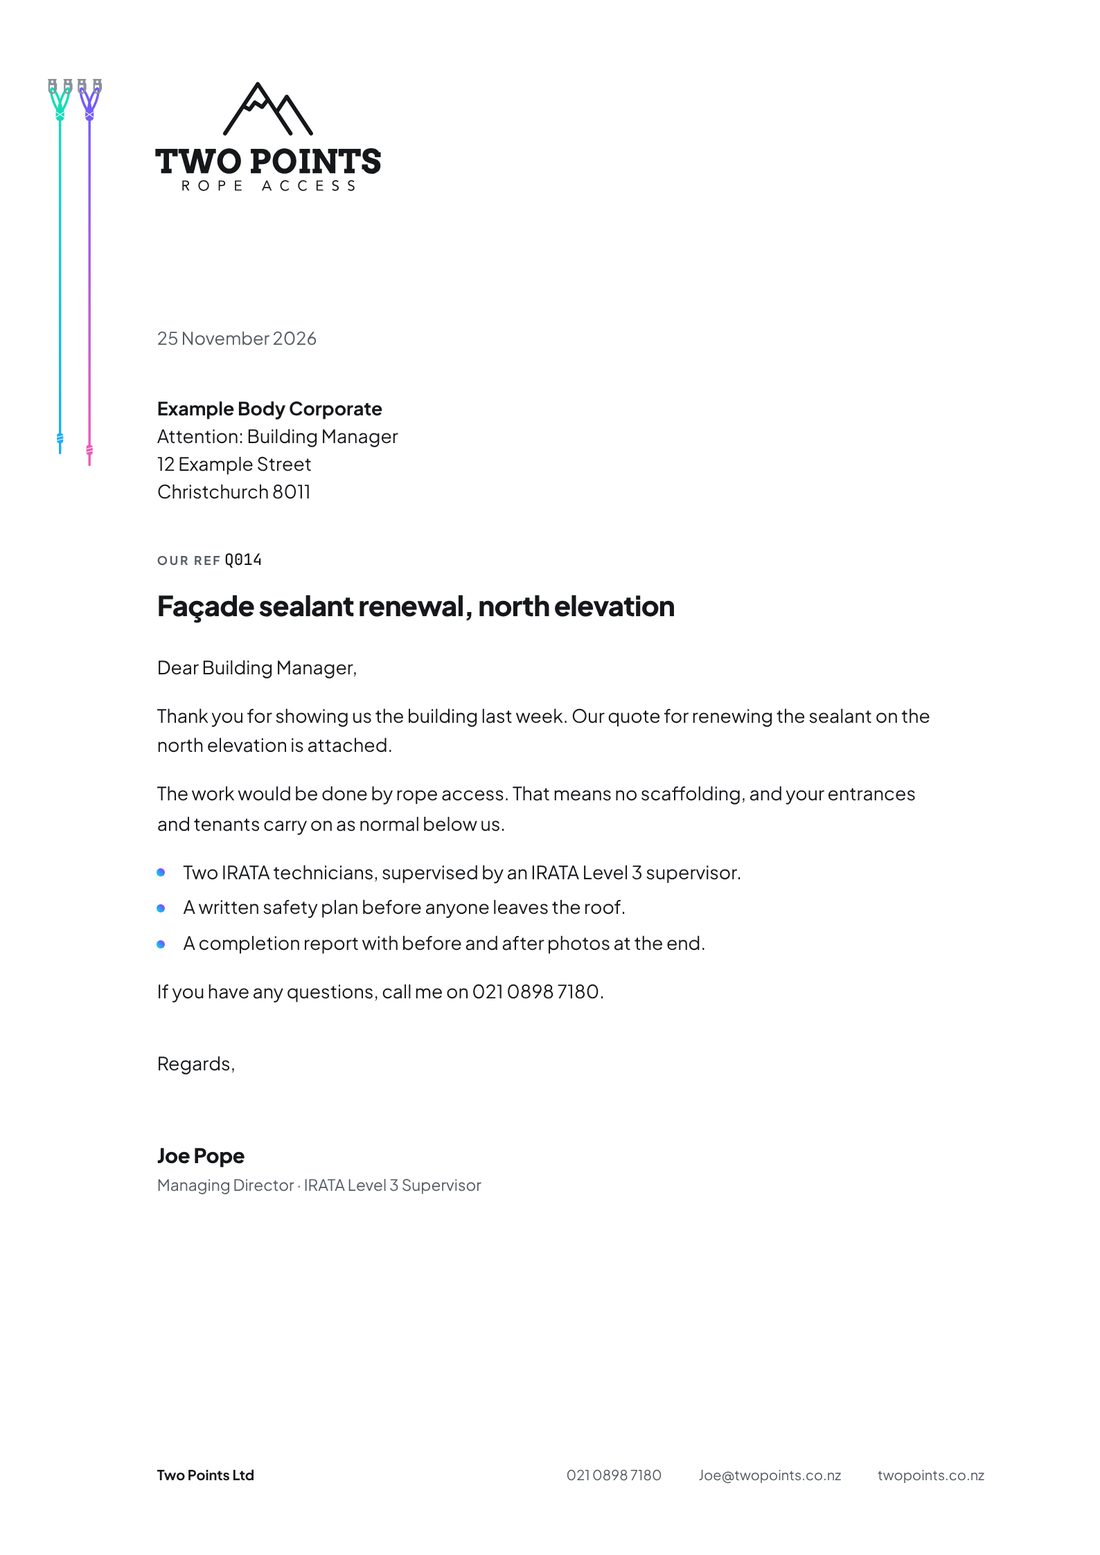 TWO POINTS
ROPE ACCESS
25 November 2026
Example Body Corporate
Attention: Building Manager
12 Example Street
Christchurch 8011
OUR REF Q014
Façade sealant renewal, north elevation
Dear Building Manager,
Thank you for showing us the building last week. Our quote for renewing the sealant on the
north elevation is attached.
The work would be done by rope access. That means no scaffolding, and your entrances
and tenants carry on as normal below us.
Two IRATA technicians, supervised by an IRATA Level 3 supervisor.
A written safety plan before anyone leaves the roof.
A completion report with before and after photos at the end.
If you have any questions, call me on 021 0898 7180.
Regards,
Joe Pope
Managing Director · IRATA Level 3 Supervisor
Two Points Ltd 021 0898 7180 Joe@twopoints.co.nz twopoints.co.nz